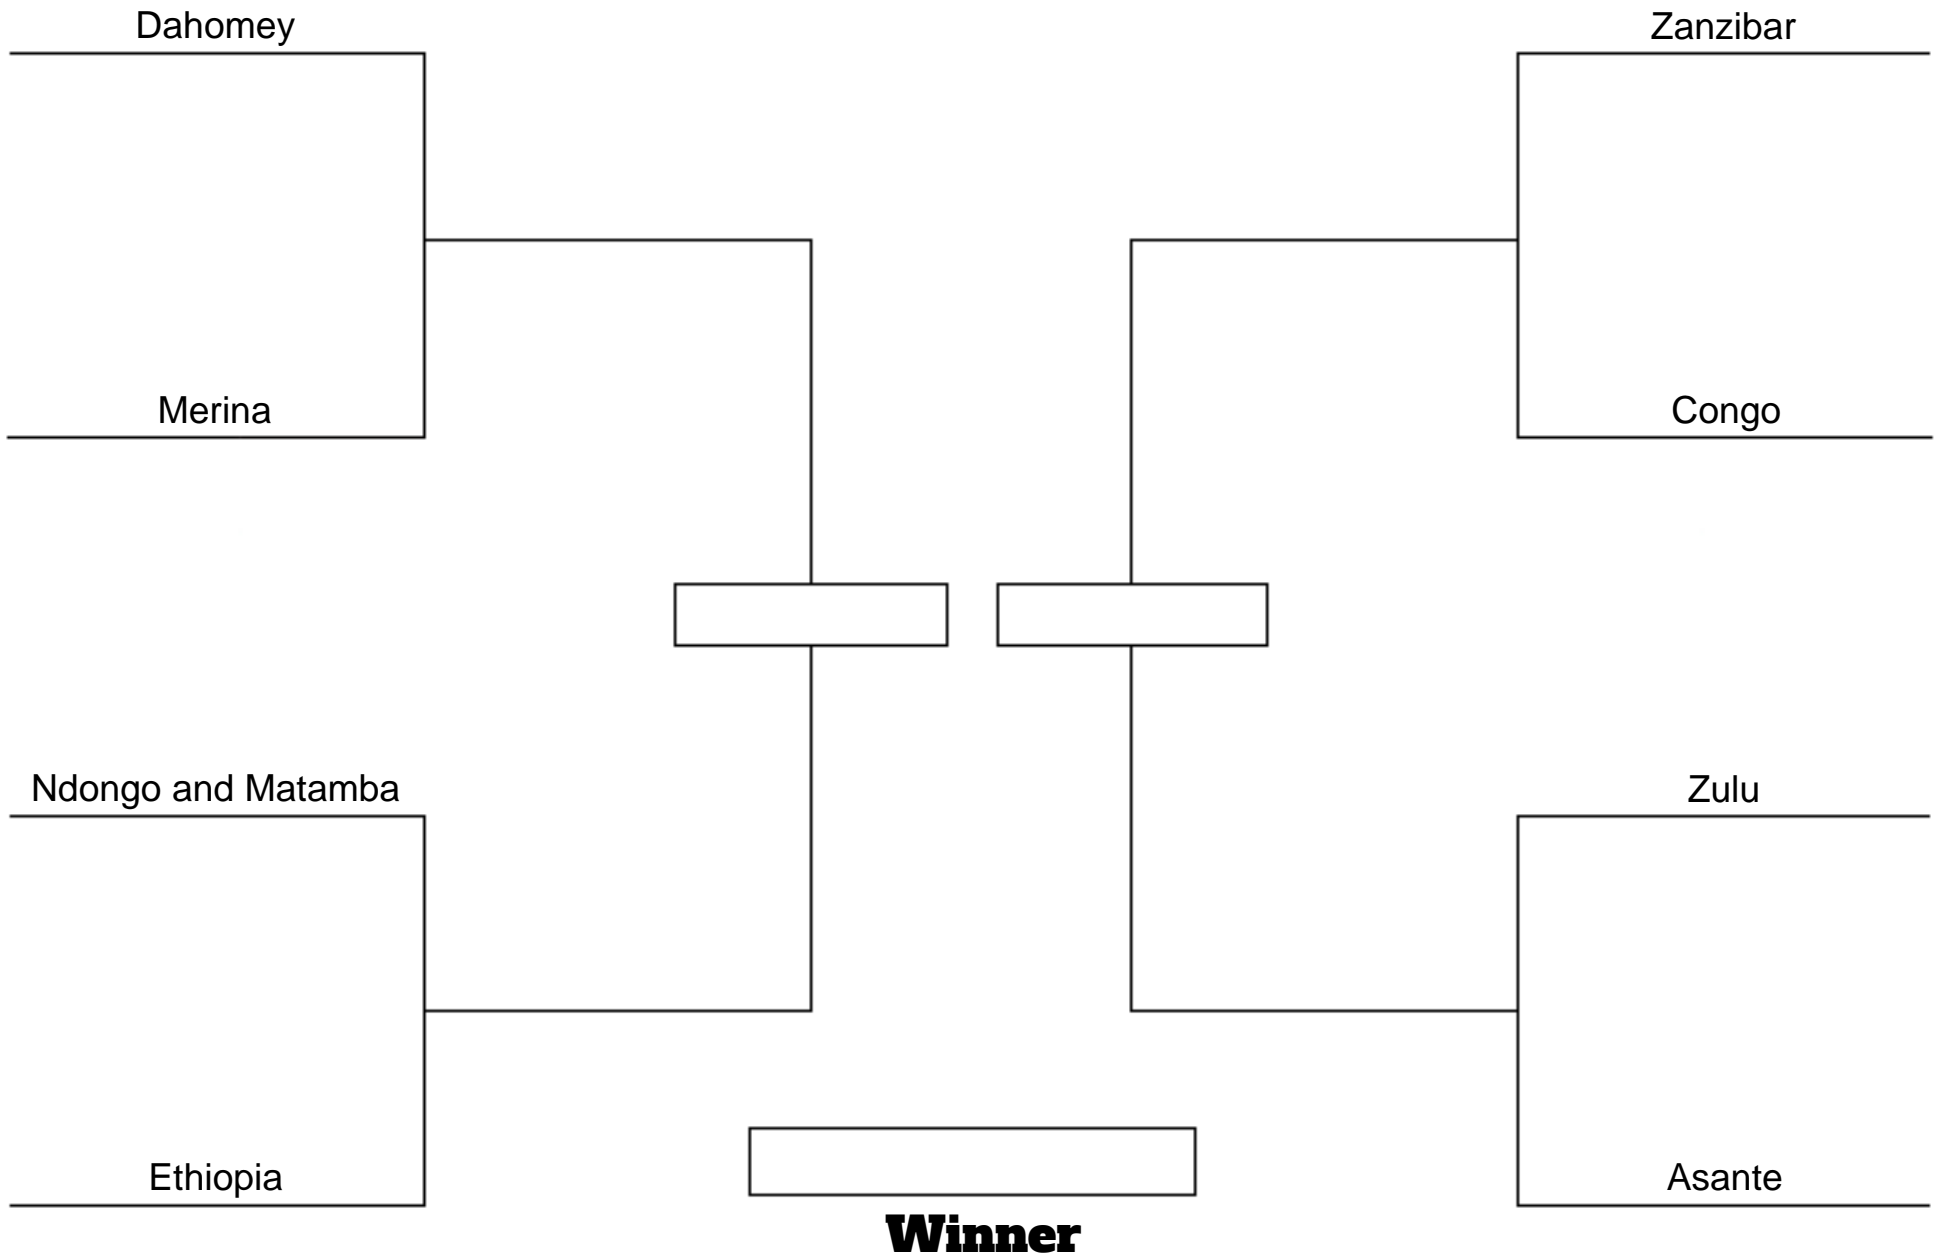 Dahomey
Zanzibar
Merina
Congo
Ndongo and Matamba
Zulu
Ethiopia
Asante
Winner